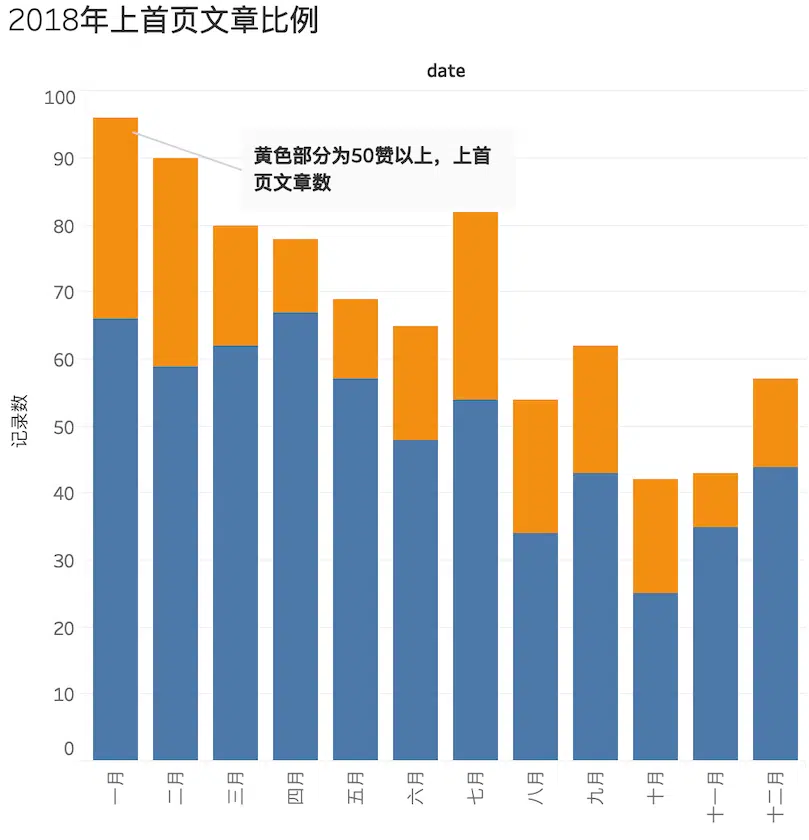 2018年上首页文章比例
date
黄色部分为50赞以上，上首
页文章数
记录数
100
90
80
70
60
50
40
30
20
10
0
一月
二月
三月
四月
五月
六月
七月
八月
九月
十月
十一月
十二月